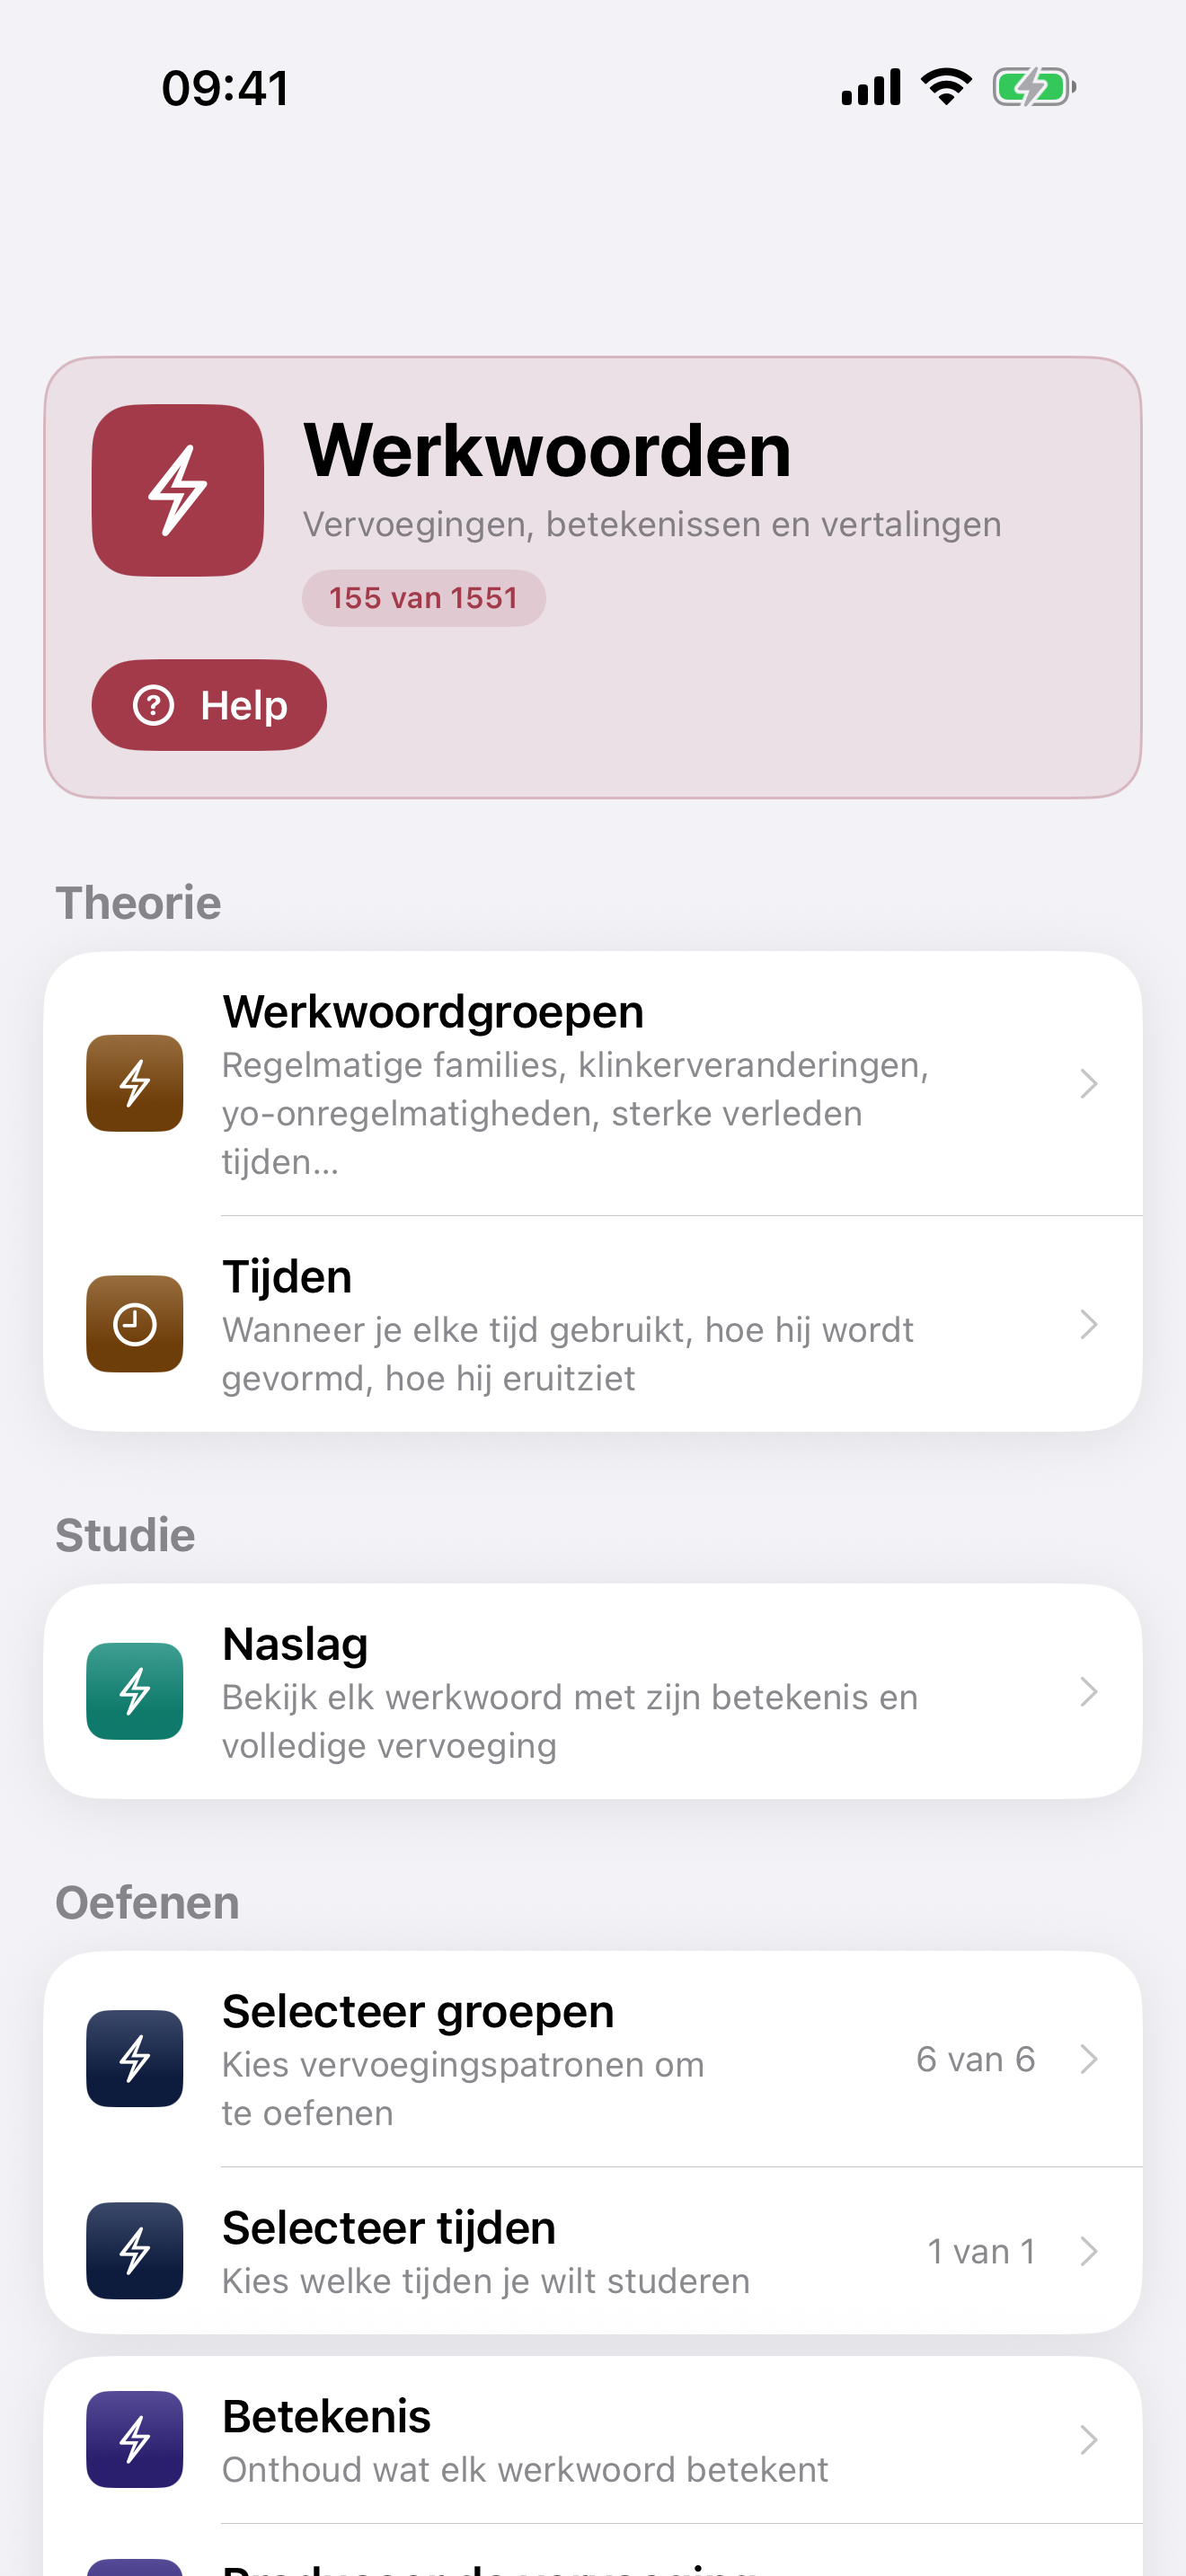 09:41
Werkwoorden
Vervoegingen, betekenissen en vertalingen
155 van 1551
Help
Theorie
Werkwoordgroepen
Regelmatige families, klinkerveranderingen,
yo-onregelmatigheden, sterke verleden
tijden...
Tijden
Wanneer je elke tijd gebruikt, hoe hij wordt
gevormd, hoe hij eruitziet
Studie
Naslag
Bekijk elk werkwoord met zijn betekenis en
volledige vervoeging
Oefenen
Selecteer groepen
Kies vervoegingspatronen om
te oefenen
6 van 6
Selecteer tijden
Kies welke tijden je wilt studeren
1 van 1
Betekenis
Onthoud wat elk werkwoord betekent